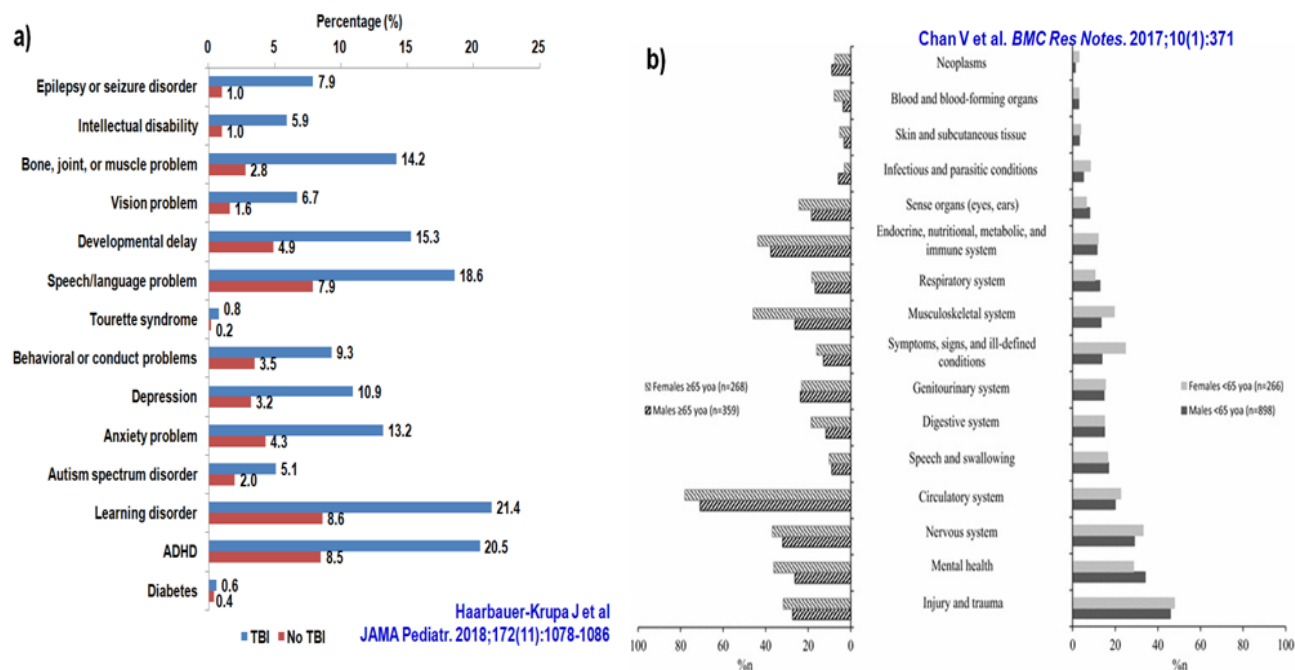 a)
Percentage (%)
0 5 10 15 20 25
Epilepsy or seizure disorder 7.9
1.0
Intellectual disability 5.9
1.0
Bone, joint, or muscle problem 14.2
2.8
Vision problem 6.7
1.6
Developmental delay 15.3
4.9
Speech/language problem 18.6
7.9
Tourette syndrome 0.8
0.2
Behavioral or conduct problems 9.3
3.5
Depression 10.9
3.2
Anxiety problem 13.2
4.3
Autism spectrum disorder 5.1
2.0
Learning disorder 21.4
8.6
ADHD 20.5
8.5
Diabetes 0.6
0.4
TBI No TBI
Haarbauer-Krupa J et al
JAMA Pediatr. 2018;172(11):1078-1086
b)
Chan V et al. BMC Res Notes. 2017;10(1):371
Neoplasms
Blood and blood-forming organs
Skin and subcutaneous tissue
Infectious and parasitic conditions
Sense organs (eyes, ears)
Endocrine, nutritional, metabolic, and
immune system
Respiratory system
Musculoskeletal system
Symptoms, signs, and ill-defined
conditions
Genitourinary system
Digestive system
Speech and swallowing
Circulatory system
Nervous system
Mental health
Injury and trauma
Females ≥65 yoa (n=268)
Males ≥65 yoa (n=359)
Females <65 yoa (n=266)
Males <65 yoa (n=898)
100 80 60 40 20 0
%n
0 20 40 60 80 100
%n